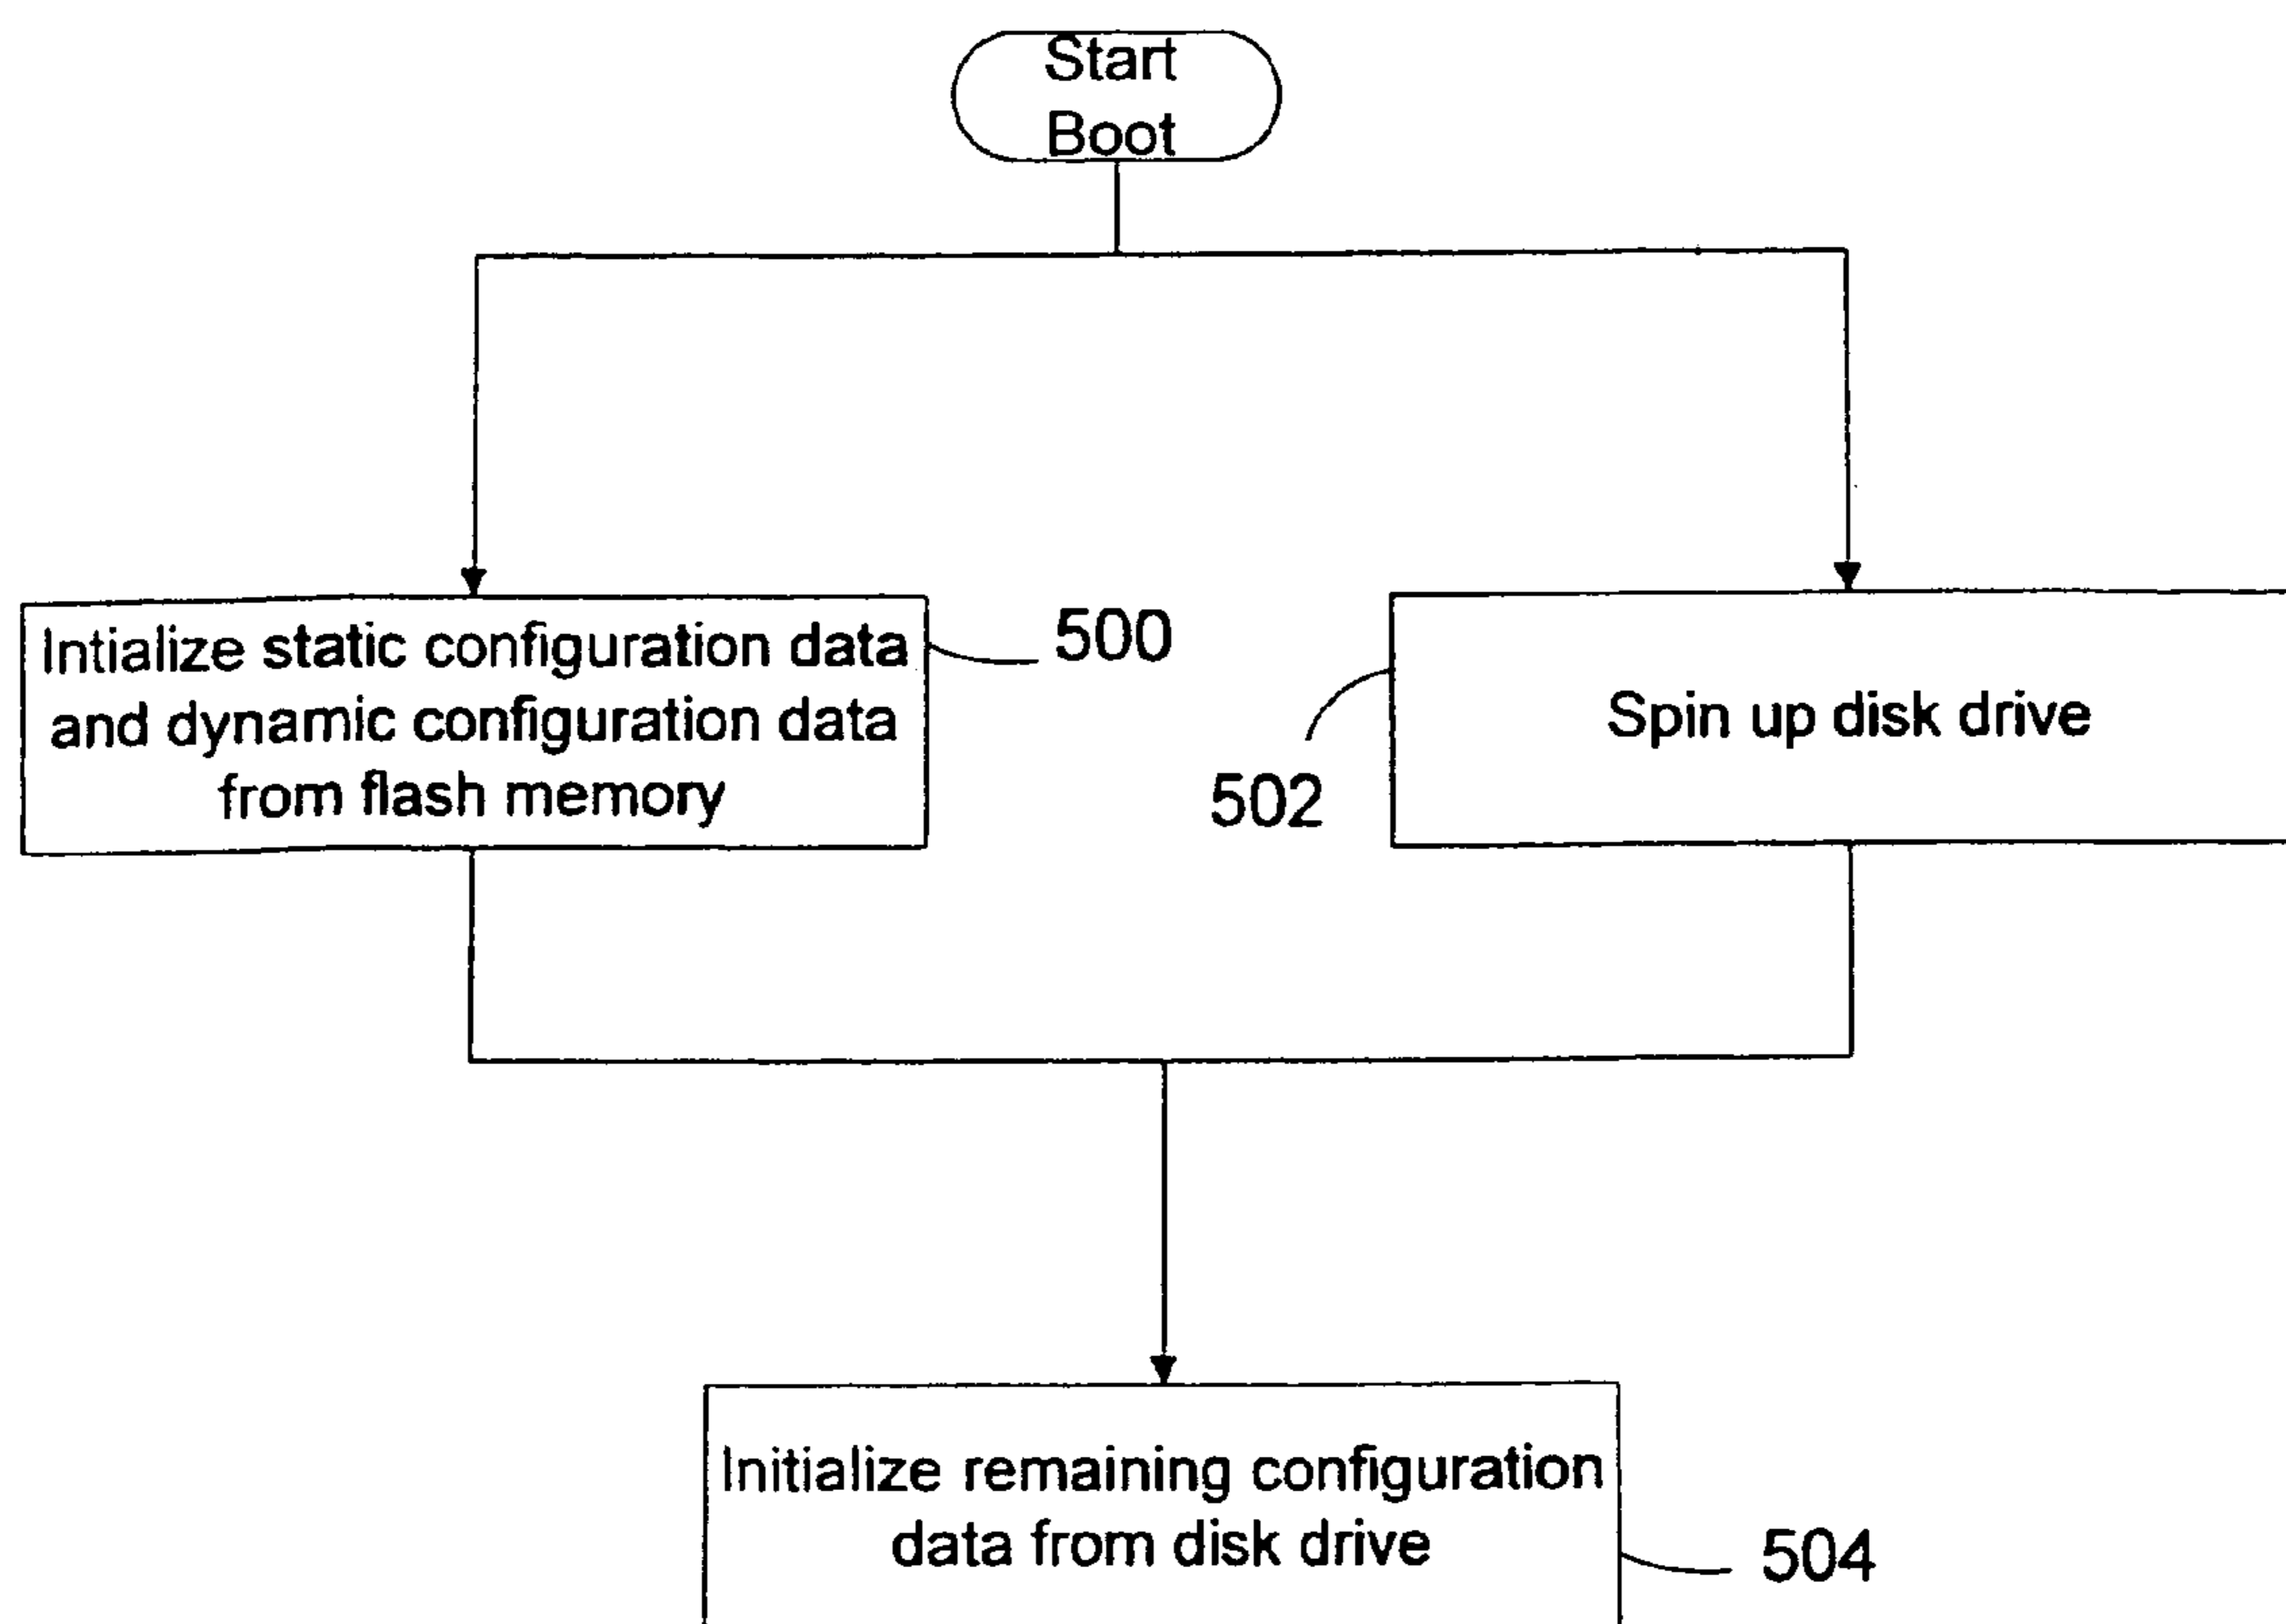 Start
Boot
Intialize static configuration data
and dynamic configuration data
from flash memory
500
Spin up disk drive
502
Initialize remaining configuration
data from disk drive
504